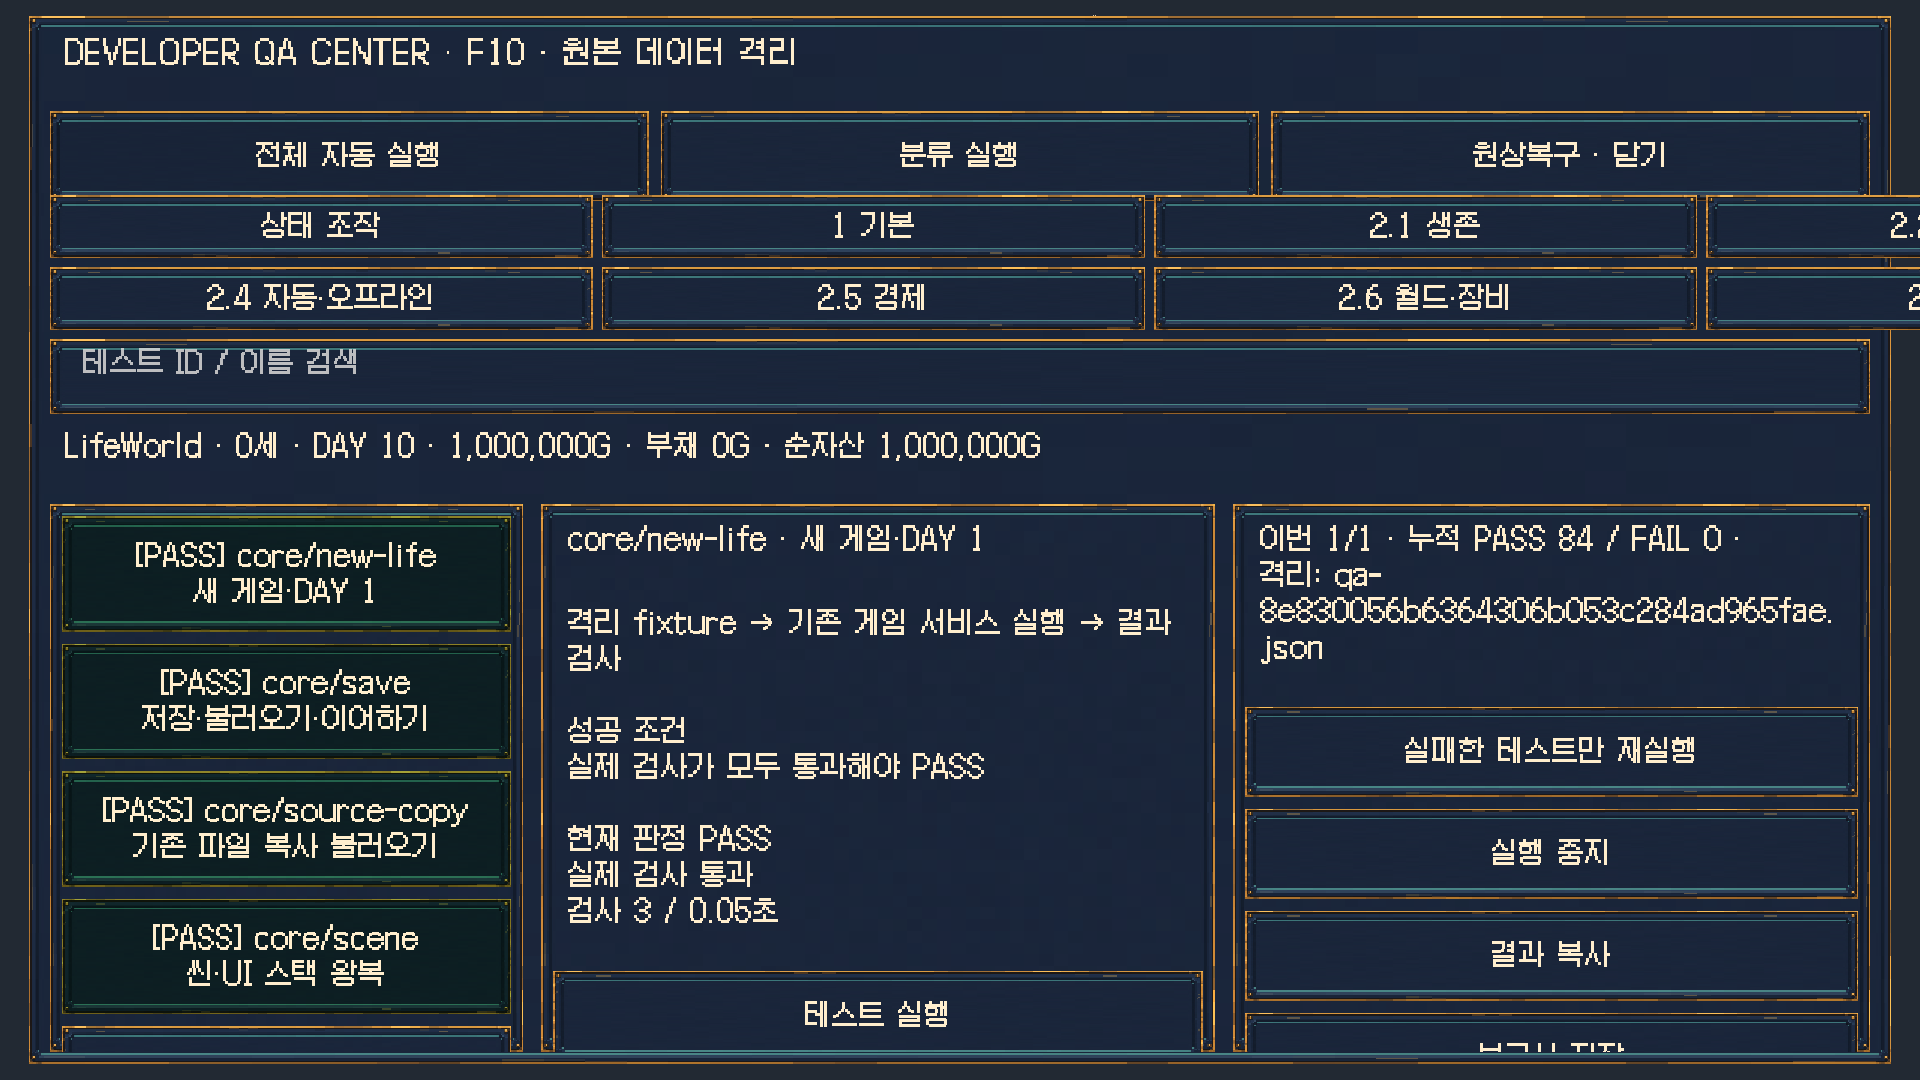 DEVELOPER QA CENTER · F10 · 원본 데이터 격리
전체 자동 실행
분류 실행
원상복구 · 닫기
상태 조작
1 기본
2.1 생존
2.4 자동·오프라인
2.5 경제
2.6 월드·장비
테스트 ID / 이름 검색
LifeWorld · 0세 · DAY 10 · 1,000,000G · 부채 0G · 순자산 1,000,000G
[PASS] core/new-life
새 게임·DAY 1
[PASS] core/save
저장·불러오기·이어하기
[PASS] core/source-copy
기존 파일 복사 불러오기
[PASS] core/scene
씬·UI 스택 왕복
core/new-life · 새 게임·DAY 1
격리 fixture → 기존 게임 서비스 실행 → 결과
검사
성공 조건
실제 검사가 모두 통과해야 PASS
현재 판정 PASS
실제 검사 통과
검사 3 / 0.05초
테스트 실행
이번 1/1 · 누적 PASS 84 / FAIL 0 ·
격리: qa-
8e830056b6364306b053c284ad965fae.
json
실패한 테스트만 재실행
실행 중지
결과 복사